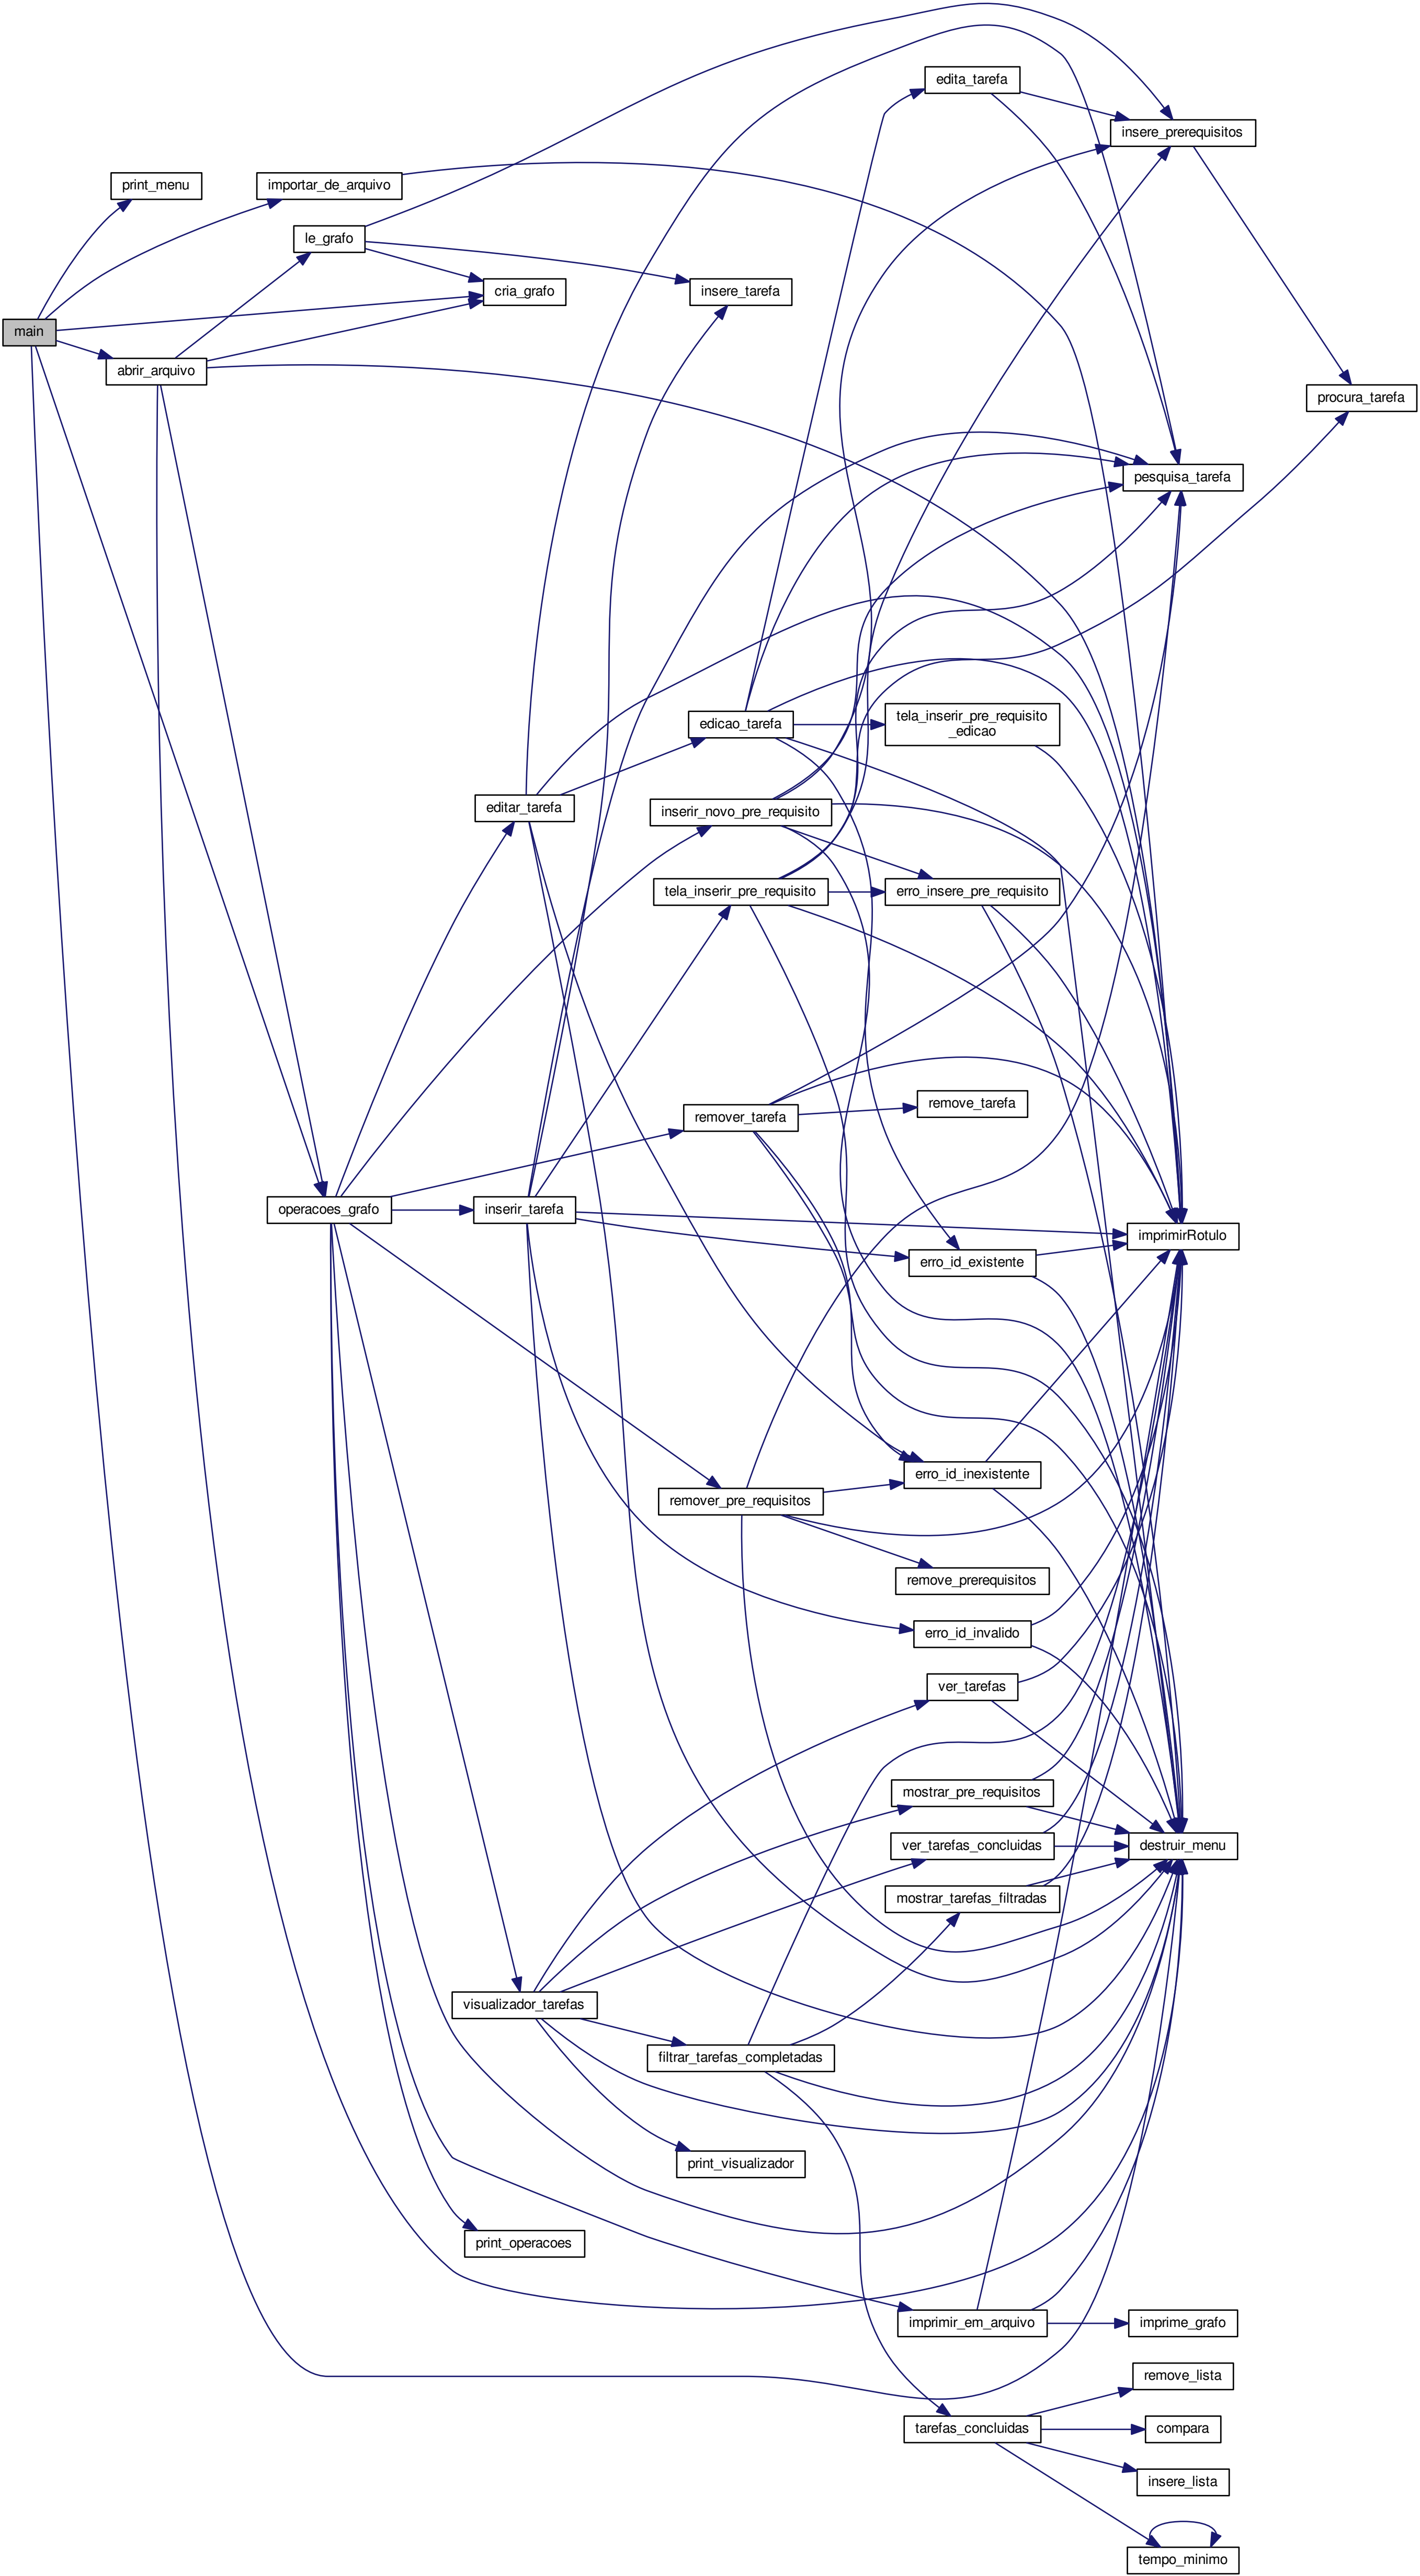 edita_tarefa
insere_prerequisitos
print_menu
importar_de_arquivo
le_grafo
cria_grafo
insere_tarefa
main
abrir_arquivo
procura_tarefa
pesquisa_tarefa
edicao_tarefa
tela_inserir_pre_requisito
_edicao
editar_tarefa
inserir_novo_pre_requisito
tela_inserir_pre_requisito
erro_insere_pre_requisito
remover_tarefa
remove_tarefa
operacoes_grafo
inserir_tarefa
imprimirRotulo
erro_id_existente
erro_id_inexistente
remover_pre_requisitos
remove_prerequisitos
erro_id_invalido
ver_tarefas
mostrar_pre_requisitos
ver_tarefas_concluidas
destruir_menu
mostrar_tarefas_filtradas
visualizador_tarefas
filtrar_tarefas_completadas
print_visualizador
print_operacoes
imprimir_em_arquivo
imprime_grafo
remove_lista
tarefas_concluidas
compara
insere_lista
tempo_minimo